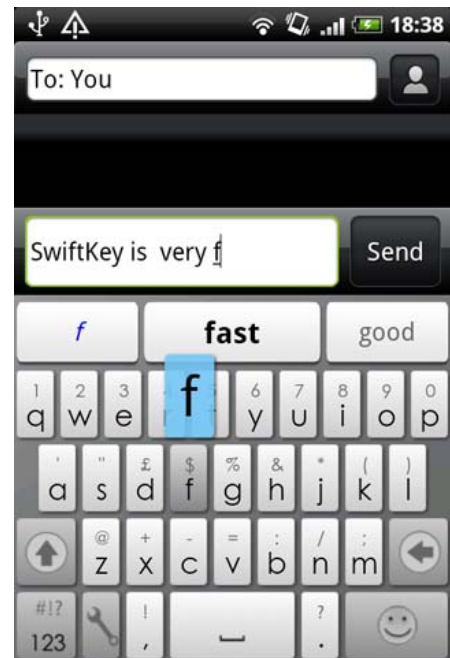 18:38
To: You
SwiftKey is  very f
Send
f fast good
f
1 2 3 6 7 8 9 0
q w e y u i o p
' " £ $ % & * ( )
a s d f g h j k l
@ + - = : / ;
z x c v b n m
#!? ! ?
123 , .